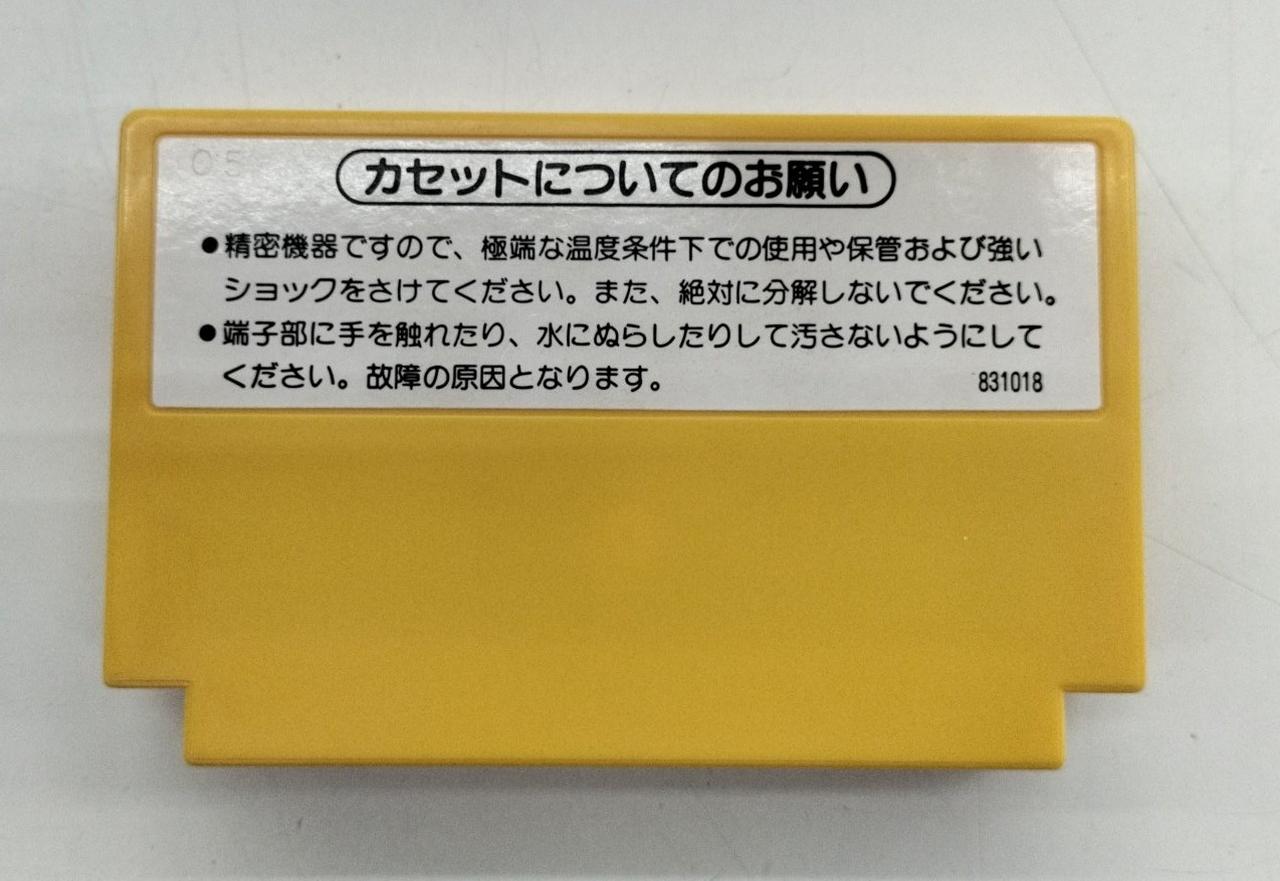 05
カセットについてのお願い
●精密機器ですので、極端な温度条件下での使用や保管および強い
ショックをさけてください。また、絶対に分解しないでください。
●端子部に手を触れたり、水にぬらしたりして汚さないようにして
ください。故障の原因となります。 831018